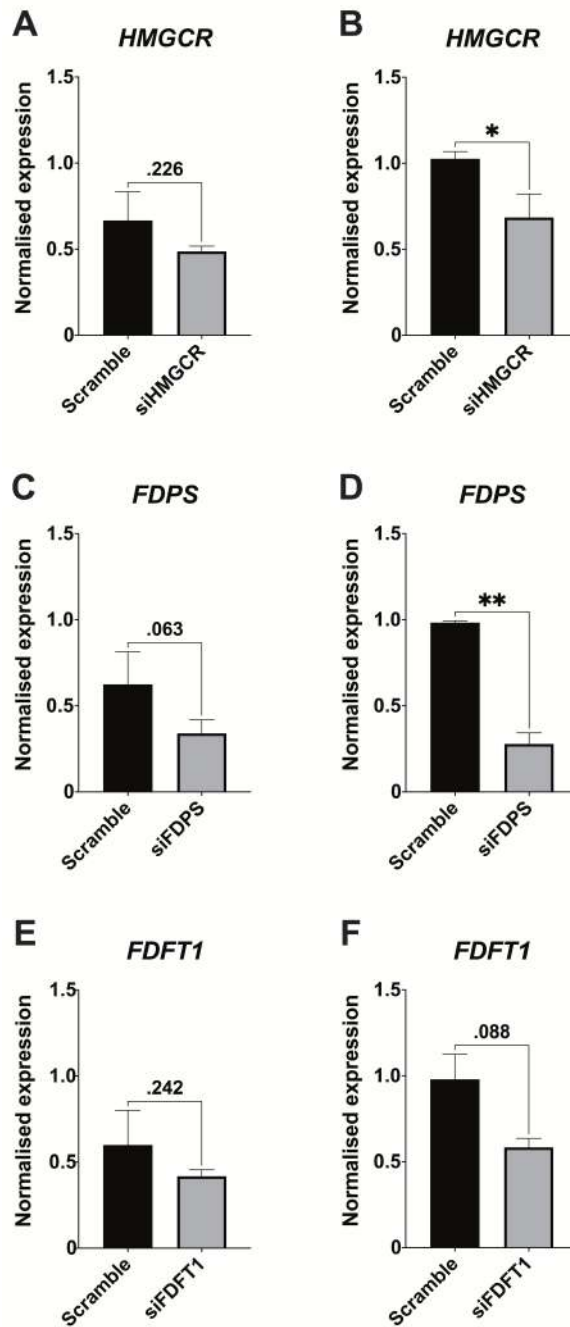 A
HMGCR
Normalised expression
1.5
1.0
0.5
0
.226
Scramble
siHMGCR
B
HMGCR
Normalised expression
1.5
1.0
0.5
0
*
Scramble
siHMGCR
C
FDPS
Normalised expression
1.5
1.0
0.5
0
.063
Scramble
siFDPS
D
FDPS
Normalised expression
1.5
1.0
0.5
0
**
Scramble
siFDPS
E
FDFT1
Normalised expression
1.5
1.0
0.5
0
.242
Scramble
siFDFT1
F
FDFT1
Normalised expression
1.5
1.0
0.5
0
.088
Scramble
siFDFT1